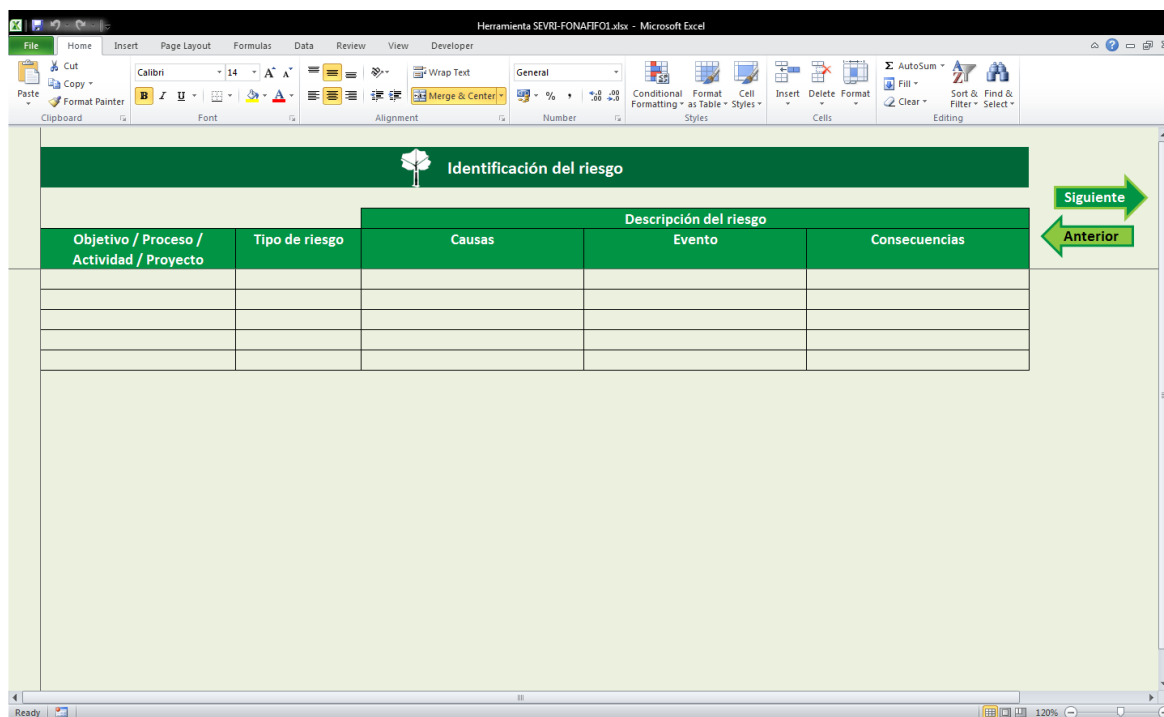 Herramienta SEVRI-FONAFIFO1.xlsx - Microsoft Excel
File Home Insert Page Layout Formulas Data Review View Developer
Paste
Cut
Copy
Format Painter
Clipboard
Calibri 14
B I U
Font
Wrap Text
Merge & Center
Alignment
General
% ,
Number
Conditional Formatting
Format as Table
Cell Styles
Styles
Insert Delete Format
Cells
Σ AutoSum
Fill
Clear
Sort & Filter
Find & Select
Editing
Identificación del riesgo
Siguiente
Anterior
Descripción del riesgo
Objetivo / Proceso /
Actividad / Proyecto
Tipo de riesgo
Causas
Evento
Consecuencias
Ready
120%